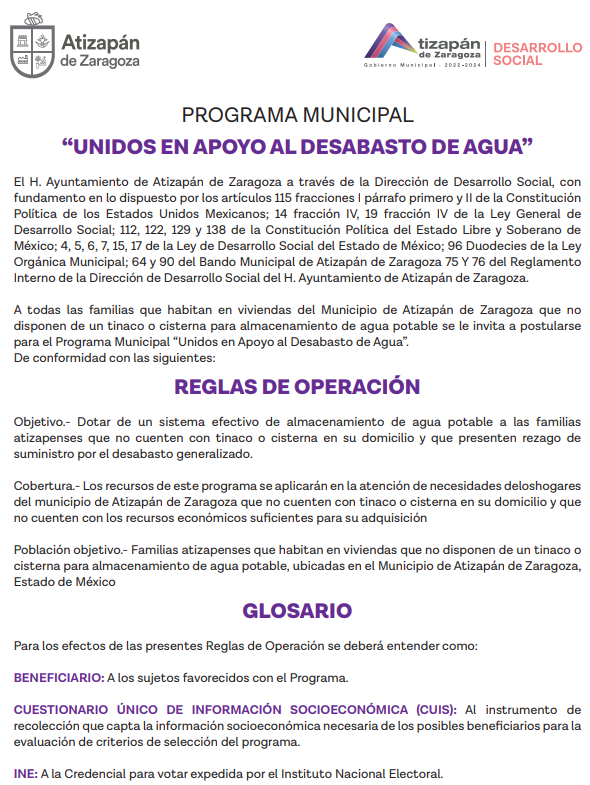 Atizapán
de Zaragoza
Atizapán
de Zaragoza
Gobierno Municipal · 2022-2024
DESARROLLO
SOCIAL
PROGRAMA MUNICIPAL
“UNIDOS EN APOYO AL DESABASTO DE AGUA”
El H. Ayuntamiento de Atizapán de Zaragoza a través de la Dirección de Desarrollo Social, con
fundamento en lo dispuesto por los artículos 115 fracciones I párrafo primero y II de la Constitución
Política de los Estados Unidos Mexicanos; 14 fracción IV, 19 fracción IV de la Ley General de
Desarrollo Social; 112, 122, 129 y 138 de la Constitución Política del Estado Libre y Soberano de
México; 4, 5, 6, 7, 15, 17 de la Ley de Desarrollo Social del Estado de México; 96 Duodecies de la Ley
Orgánica Municipal; 64 y 90 del Bando Municipal de Atizapán de Zaragoza 75 Y 76 del Reglamento
Interno de la Dirección de Desarrollo Social del H. Ayuntamiento de Atizapán de Zaragoza.
A todas las familias que habitan en viviendas del Municipio de Atizapán de Zaragoza que no
disponen de un tinaco o cisterna para almacenamiento de agua potable se le invita a postularse
para el Programa Municipal “Unidos en Apoyo al Desabasto de Agua”.
De conformidad con las siguientes:
REGLAS DE OPERACIÓN
Objetivo.- Dotar de un sistema efectivo de almacenamiento de agua potable a las familias
atizapenses que no cuenten con tinaco o cisterna en su domicilio y que presenten rezago de
suministro por el desabasto generalizado.
Cobertura.- Los recursos de este programa se aplicarán en la atención de necesidades deloshogares
del municipio de Atizapán de Zaragoza que no cuenten con tinaco o cisterna en su domicilio y que
no cuenten con los recursos económicos suficientes para su adquisición
Población objetivo.- Familias atizapenses que habitan en viviendas que no disponen de un tinaco o
cisterna para almacenamiento de agua potable, ubicadas en el Municipio de Atizapán de Zaragoza,
Estado de México
GLOSARIO
Para los efectos de las presentes Reglas de Operación se deberá entender como:
BENEFICIARIO: A los sujetos favorecidos con el Programa.
CUESTIONARIO ÚNICO DE INFORMACIÓN SOCIOECONÓMICA (CUIS): Al instrumento de
recolección que capta la información socioeconómica necesaria de los posibles beneficiarios para la
evaluación de criterios de selección del programa.
INE: A la Credencial para votar expedida por el Instituto Nacional Electoral.